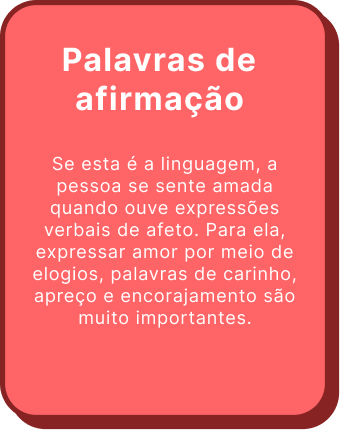 Palavras de
afirmação
Se esta é a linguagem, a
pessoa se sente amada
quando ouve expressões
verbais de afeto. Para ela,
expressar amor por meio de
elogios, palavras de carinho,
apreço e encorajamento são
muito importantes.